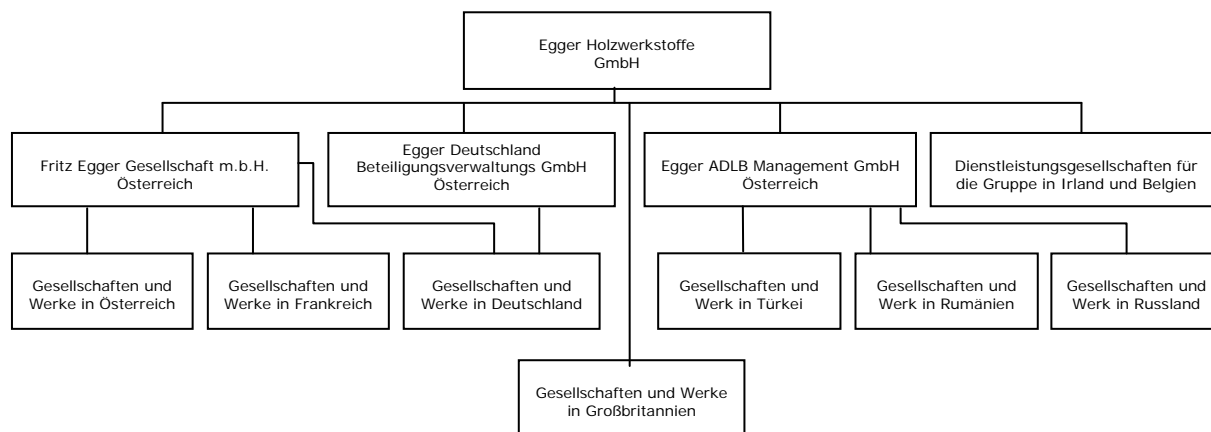 Egger Holzwerkstoffe
GmbH
Fritz Egger Gesellschaft m.b.H.
Österreich
Egger Deutschland
Beteiligungsverwaltungs GmbH
Österreich
Egger ADLB Management GmbH
Österreich
Dienstleistungsgesellschaften für
die Gruppe in Irland und Belgien
Gesellschaften und
Werke in Österreich
Gesellschaften und
Werke in Frankreich
Gesellschaften und
Werke in Deutschland
Gesellschaften und
Werk in Türkei
Gesellschaften und
Werk in Rumänien
Gesellschaften und
Werk in Russland
Gesellschaften und Werke
in Großbritannien